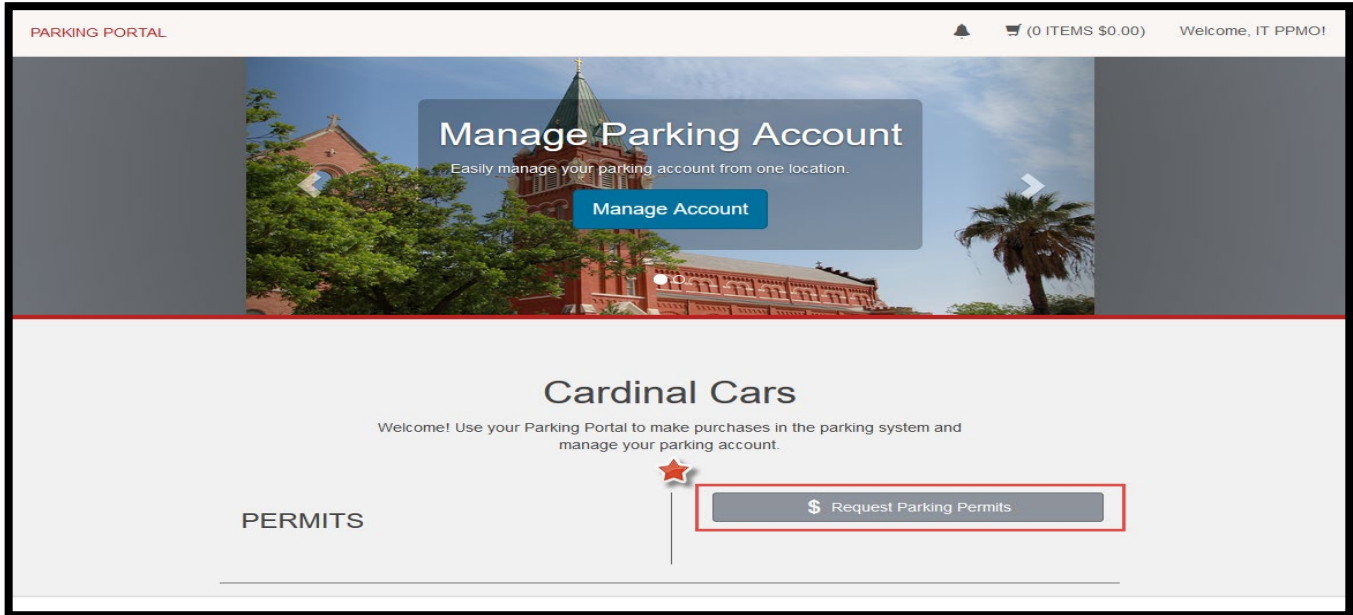 PARKING PORTAL
(0 ITEMS $0.00)
Welcome, IT PPMO!
Manage Parking Account
Easily manage your parking account from one location.
Manage Account
Cardinal Cars
Welcome! Use your Parking Portal to make purchases in the parking system and
manage your parking account.
PERMITS
$ Request Parking Permits